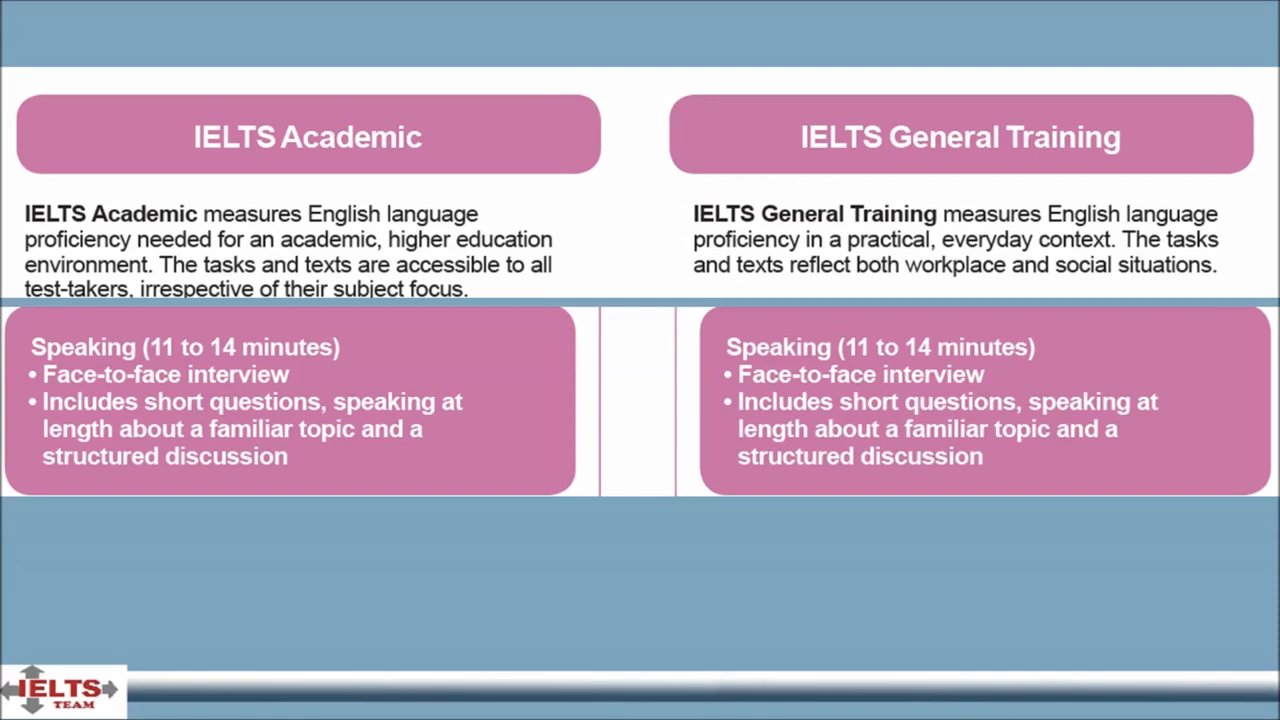 IELTS Academic
IELTS Academic measures English language
proficiency needed for an academic, higher education
environment. The tasks and texts are accessible to all
test-takers, irrespective of their subject focus.
IELTS General Training
IELTS General Training measures English language
proficiency in a practical, everyday context. The tasks
and texts reflect both workplace and social situations.
Speaking (11 to 14 minutes)
• Face-to-face interview
• Includes short questions, speaking at
length about a familiar topic and a
structured discussion
Speaking (11 to 14 minutes)
• Face-to-face interview
• Includes short questions, speaking at
length about a familiar topic and a
structured discussion
IELTS
TEAM